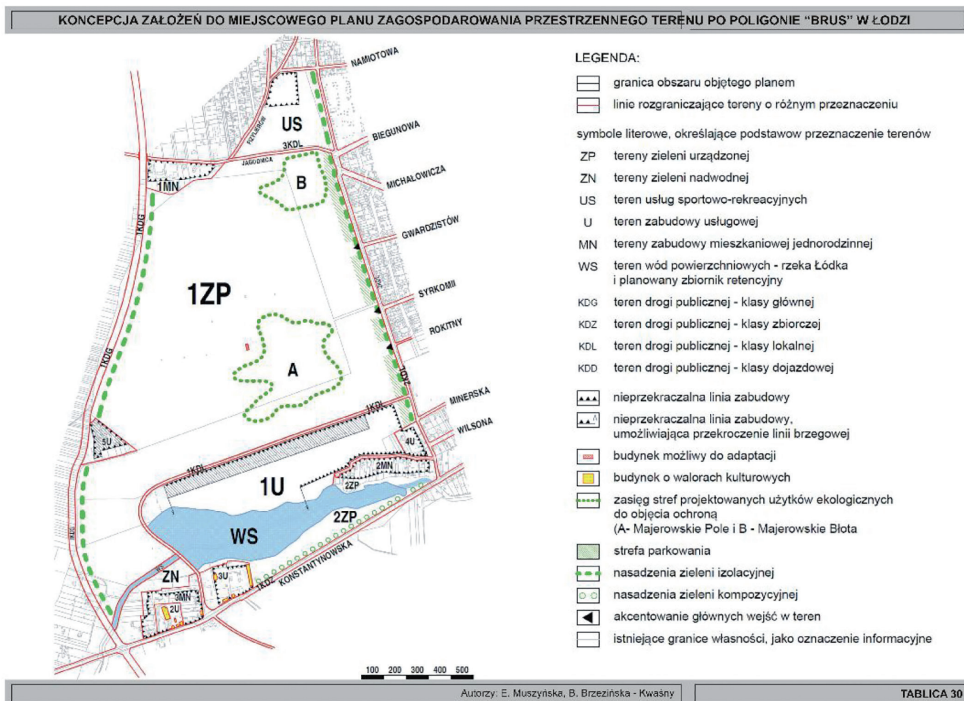 KONCEPCJA ZAŁOŻEŃ DO MIEJSCOWEGO PLANU ZAGOSPODAROWANIA PRZESTRZENNEGO TERENU PO POLIGONIE "BRUS" W ŁODZI
NAMIOTOWA
US
3KDL
JAGODNICA
BIEGUNOWA
1MN
B
MICHAŁOWICZA
1KDG
GWARDZISTÓW
1ZP
SYRKOMII
ROKITNY
1KDG
A
MINERSKA
1KDL
WILSONA
5U
4U
1KDL
2MN
1U
2ZP
2ZP
WS
KONSTANTYNOWSKA
1KDZ
ZN
3U
3MN
2U
100 200 300 400 500
LEGENDA:
granica obszaru objętego planem
linie rozgraniczające tereny o różnym przeznaczeniu
symbole literowe, określające podstawow przeznaczenie terenów
ZP tereny zieleni urządzonej
ZN tereny zieleni nadwodnej
US teren usług sportowo-rekreacyjnych
U teren zabudowy usługowej
MN tereny zabudowy mieszkaniowej jednorodzinnej
WS teren wód powierzchniowych - rzeka Łódka
i planowany zbiornik retencyjny
KDG teren drogi publicznej - klasy głównej
KDZ teren drogi publicznej - klasy zbiorczej
KDL teren drogi publicznej - klasy lokalnej
KDD teren drogi publicznej - klasy dojazdowej
nieprzekraczalna linia zabudowy
nieprzekraczalna linia zabudowy,
umożliwiająca przekroczenie linii brzegowej
budynek możliwy do adaptacji
budynek o walorach kulturowych
zasięg stref projektowanych użytków ekologicznych
do objęcia ochroną
(A- Majerowskie Pole i B - Majerowskie Błota
strefa parkowania
nasadzenia zieleni izolacyjnej
nasadzenia zieleni kompozycyjnej
akcentowanie głównych wejść w teren
istniejące granice własności, jako oznaczenie informacyjne
Autorzy: E. Muszyńska, B. Brzezińska - Kwaśny
TABLICA 30